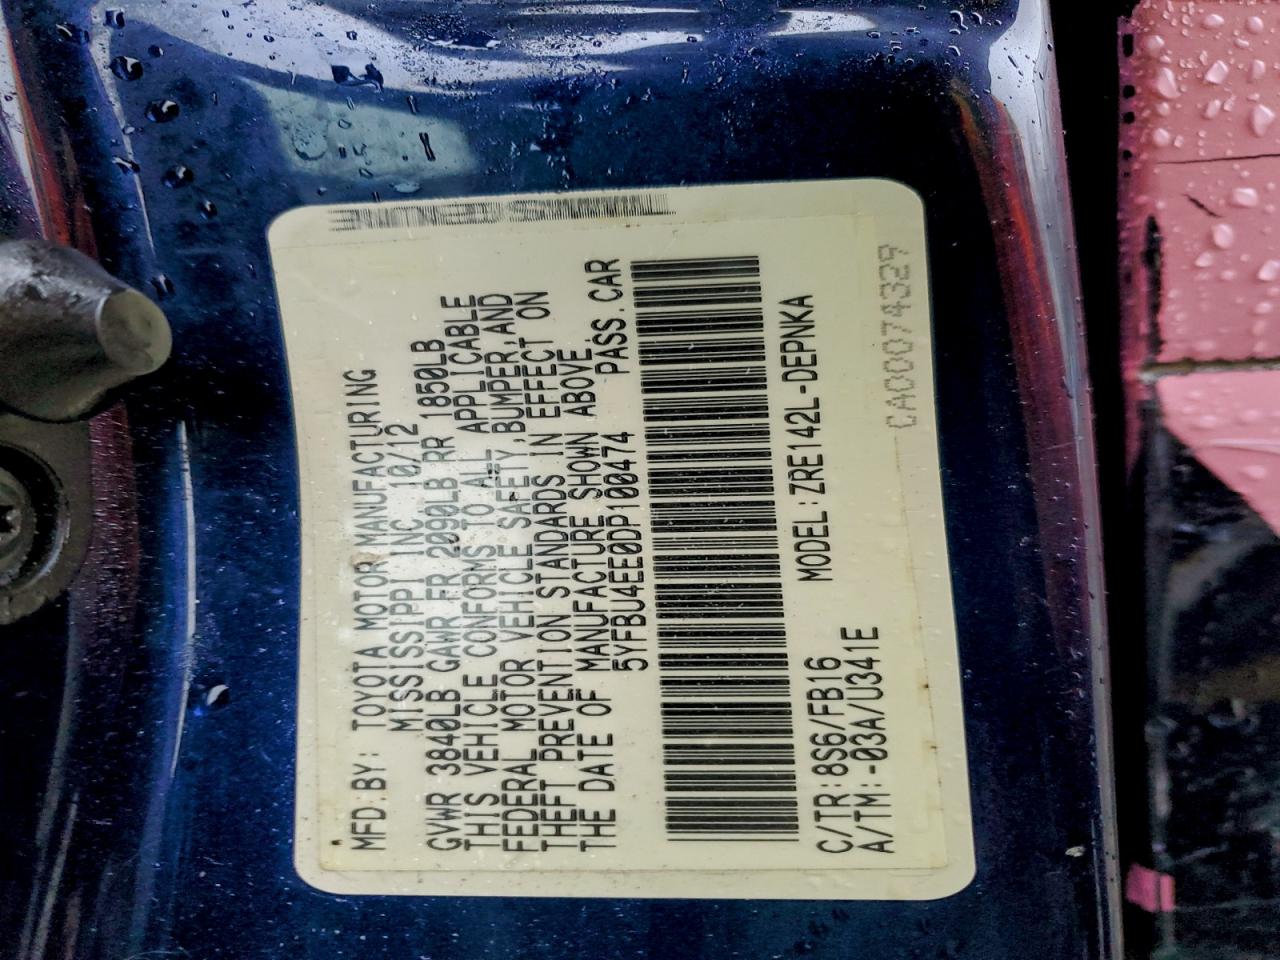 MFD.BY: TOYOTA MOTOR MANUFACTURING
MISSISSIPPI INC. 10/12
GVWR 3840LB GAWR FR 2090LB RR 1850LB
THIS VEHICLE CONFORMS TO ALL APPLICABLE
FEDERAL MOTOR VEHICLE SAFETY,BUMPER,AND
THEFT PREVENTION STANDARDS IN EFFECT ON
THE DATE OF MANUFACTURE SHOWN ABOVE.
5YFBU4EE0DP100474 PASS.CAR
MODEL:ZRE142L-DEPNKA
C/TR:8S6/FB16
A/TM:-03A/U341E
CA00074329